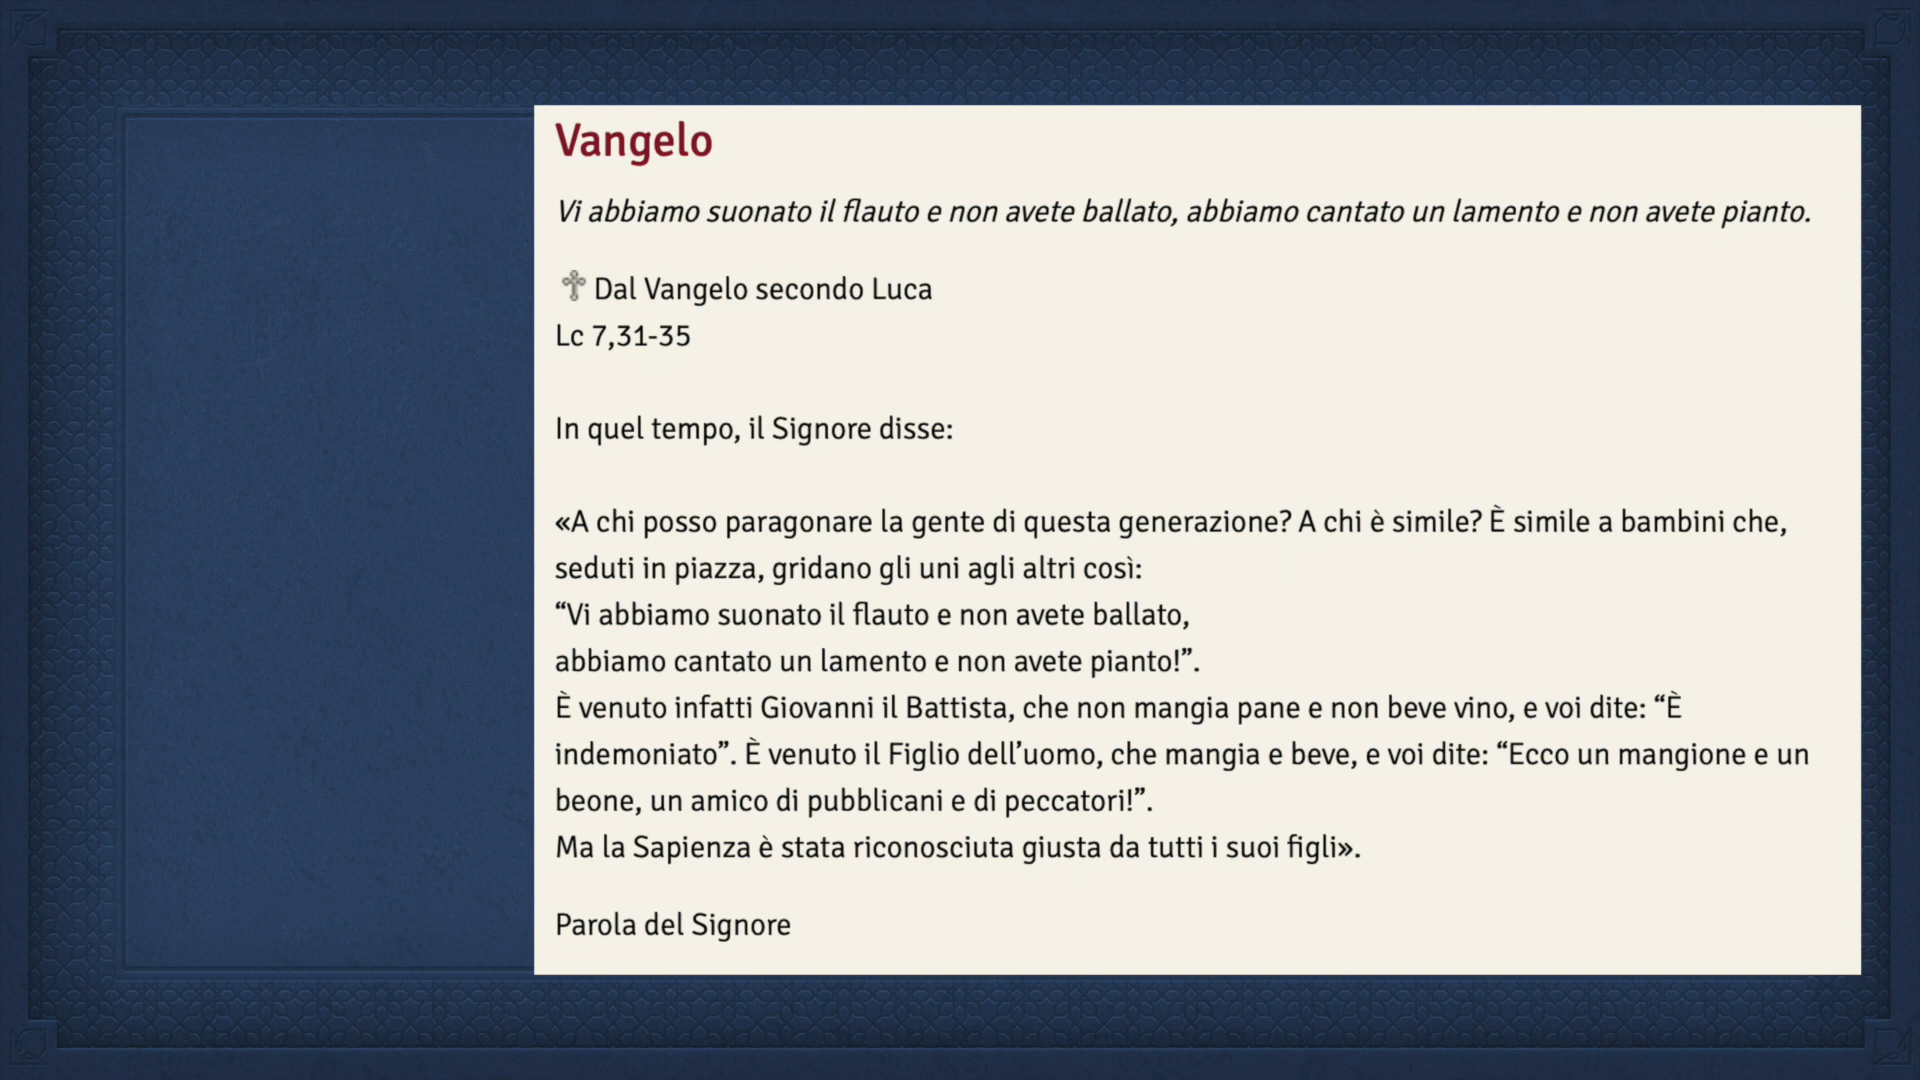 Vangelo
Vi abbiamo suonato il flauto e non avete ballato, abbiamo cantato un lamento e non avete pianto.
Dal Vangelo secondo Luca
Lc 7,31-35
In quel tempo, il Signore disse:
«A chi posso paragonare la gente di questa generazione? A chi è simile? È simile a bambini che,
seduti in piazza, gridano gli uni agli altri così:
“Vi abbiamo suonato il flauto e non avete ballato,
abbiamo cantato un lamento e non avete pianto!”.
È venuto infatti Giovanni il Battista, che non mangia pane e non beve vino, e voi dite: “È
indemoniato”. È venuto il Figlio dell’uomo, che mangia e beve, e voi dite: “Ecco un mangione e un
beone, un amico di pubblicani e di peccatori!”.
Ma la Sapienza è stata riconosciuta giusta da tutti i suoi figli».
Parola del Signore